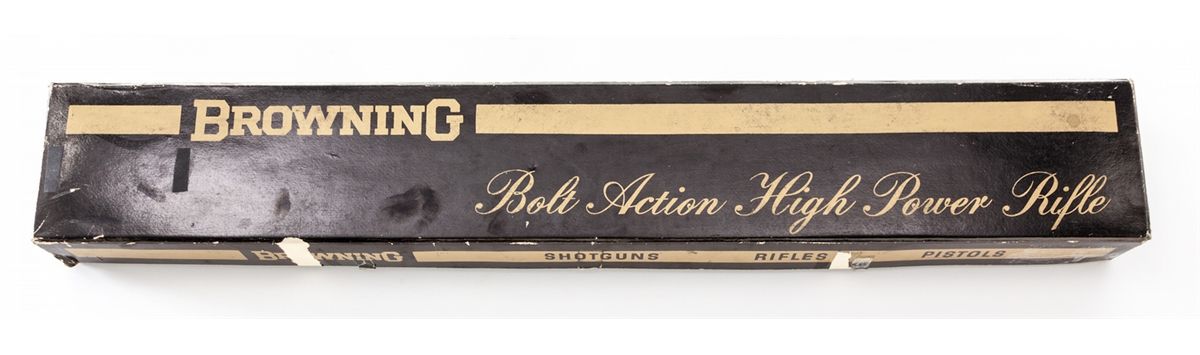 BROWNING
Bolt Action High Power Rifle
BROWNING SHOTGUNS RIFLES PISTOLS